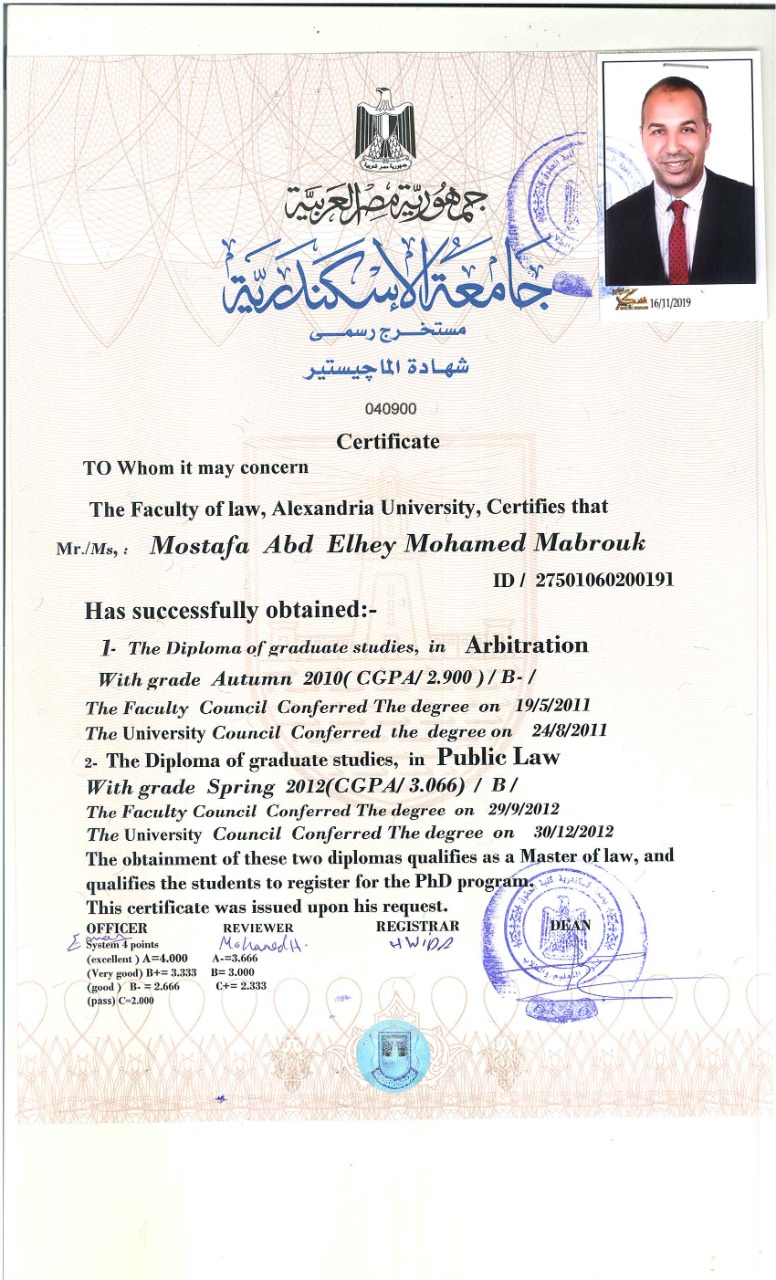 جمهورية مصر العربية
جمهورية مصر العربية
جامعة الإسكندرية
مستخرج رسمى
شهادة الماچيستير
16/11/2019
040900
Certificate
TO Whom it may concern
The Faculty of law, Alexandria University, Certifies that
Mr./Ms, : Mostafa Abd Elhey Mohamed Mabrouk
ID / 27501060200191
Has successfully obtained:-
1- The Diploma of graduate studies, in Arbitration
With grade Autumn 2010( CGPA/ 2.900 ) / B- /
The Faculty Council Conferred The degree on 19/5/2011
The University Council Conferred the degree on 24/8/2011
2- The Diploma of graduate studies, in Public Law
With grade Spring 2012(CGPA/ 3.066) / B /
The Faculty Council Conferred The degree on 29/9/2012
The University Council Conferred The degree on 30/12/2012
The obtainment of these two diplomas qualifies as a Master of law, and
qualifies the students to register for the PhD program.
This certificate was issued upon his request.
OFFICER REVIEWER REGISTRAR DEAN
Mohamed H. HWIDA
System 4 points
(excellent ) A=4.000 A-=3.666
(Very good) B+= 3.333 B= 3.000
(good ) B- = 2.666 C+= 2.333
(pass) C=2.000